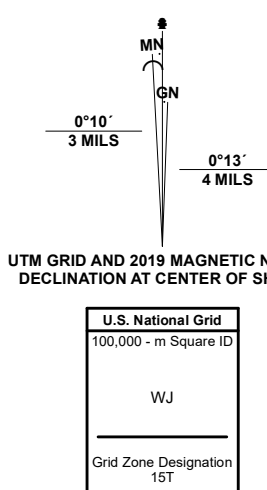 MN
GN
0°10´
3 MILS
0°13´
4 MILS
UTM GRID AND 2019 MAGNETIC
DECLINATION AT CENTER OF
U.S. National Grid
100,000 - m Square ID
WJ
Grid Zone Designation
15T